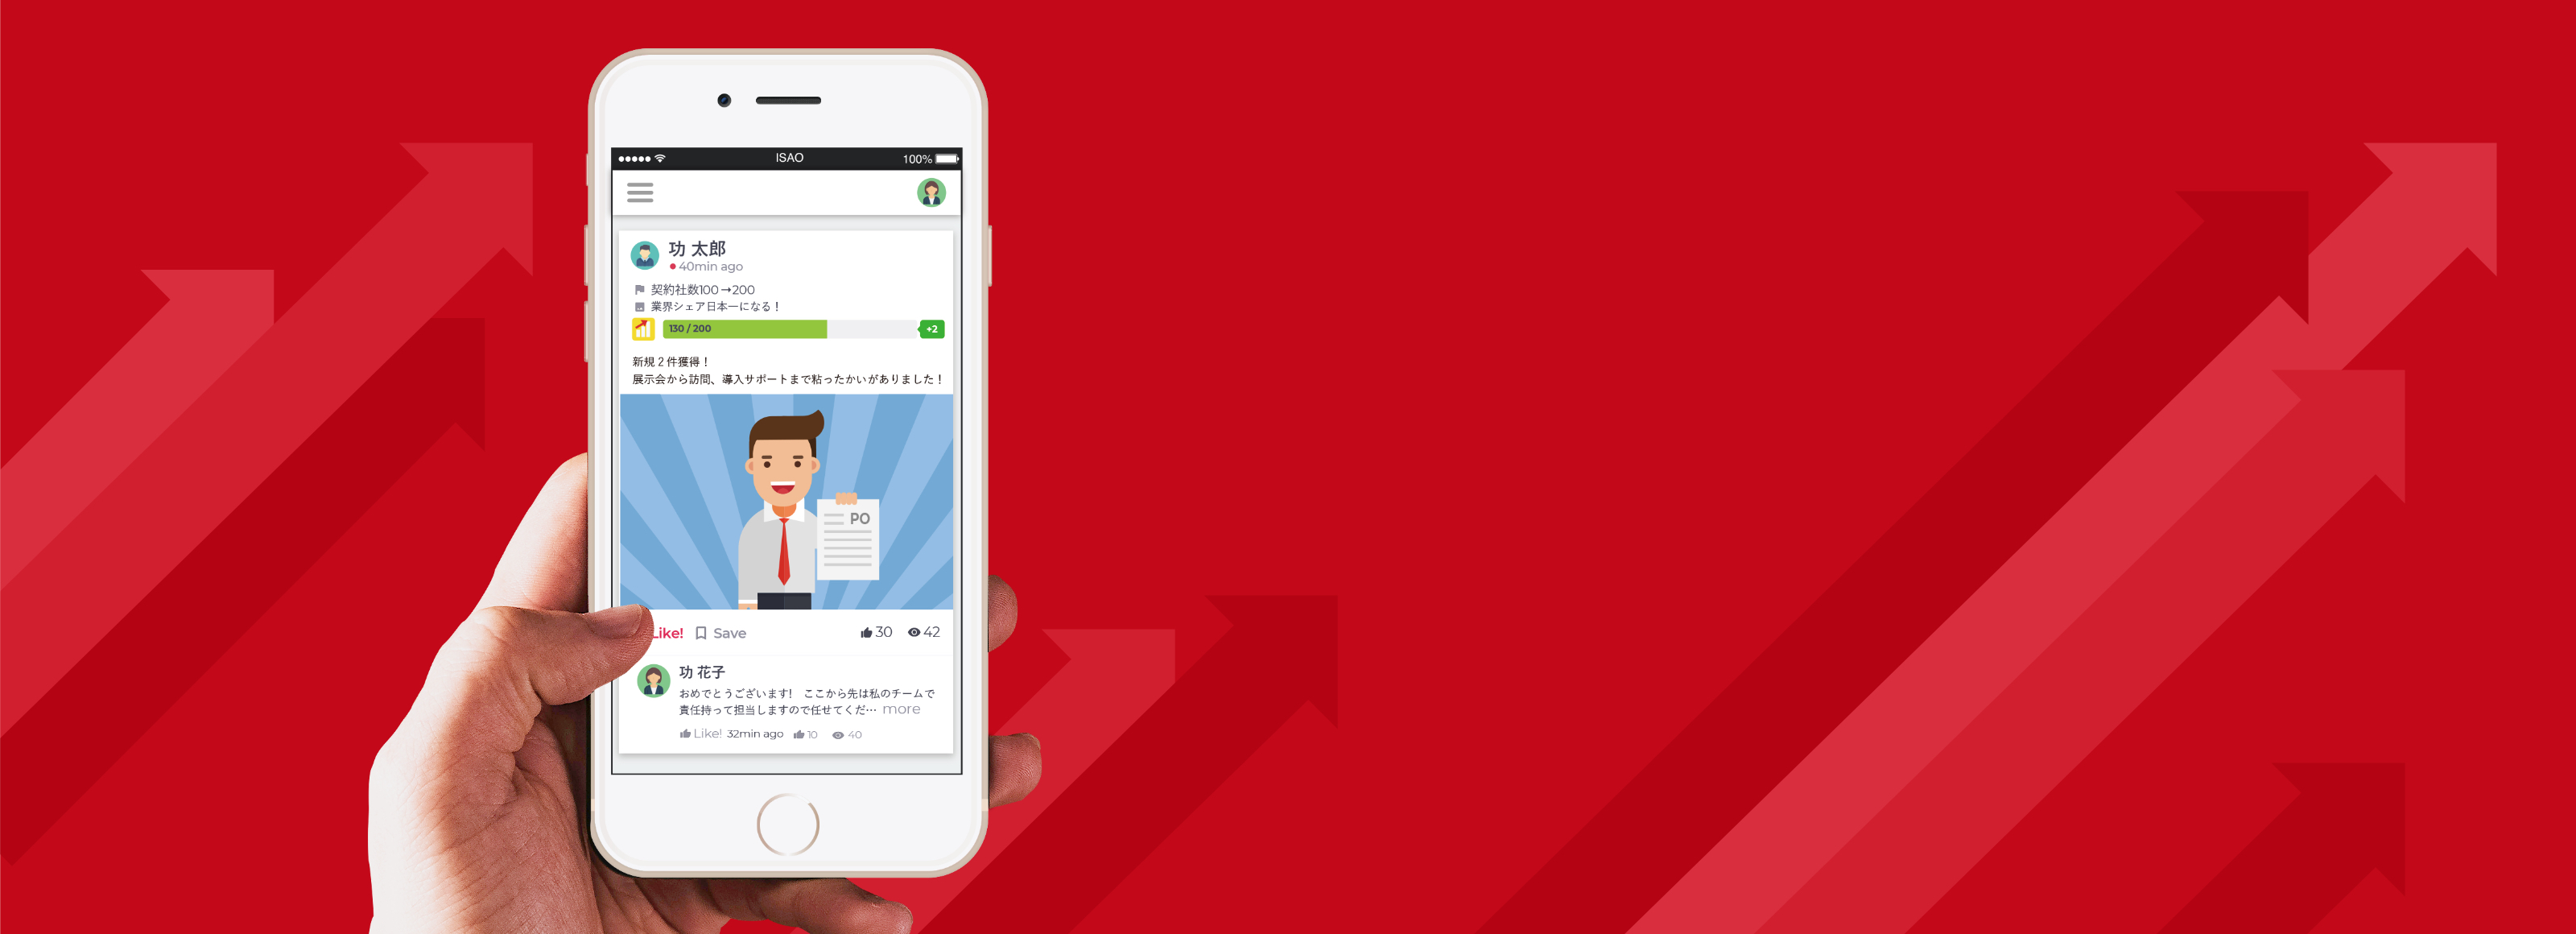 ISAO 100%
功 太郎
40min ago
契約社数100→200
業界シェア日本一になる！
130 / 200 +2
新規２件獲得！
展示会から訪問、導入サポートまで粘ったかいがありました！
PO
Like! Save 30 42
功 花子
おめでとうございます! ここから先は私のチームで
責任持って担当しますので任せてくだ… more
Like! 32min ago 10 40